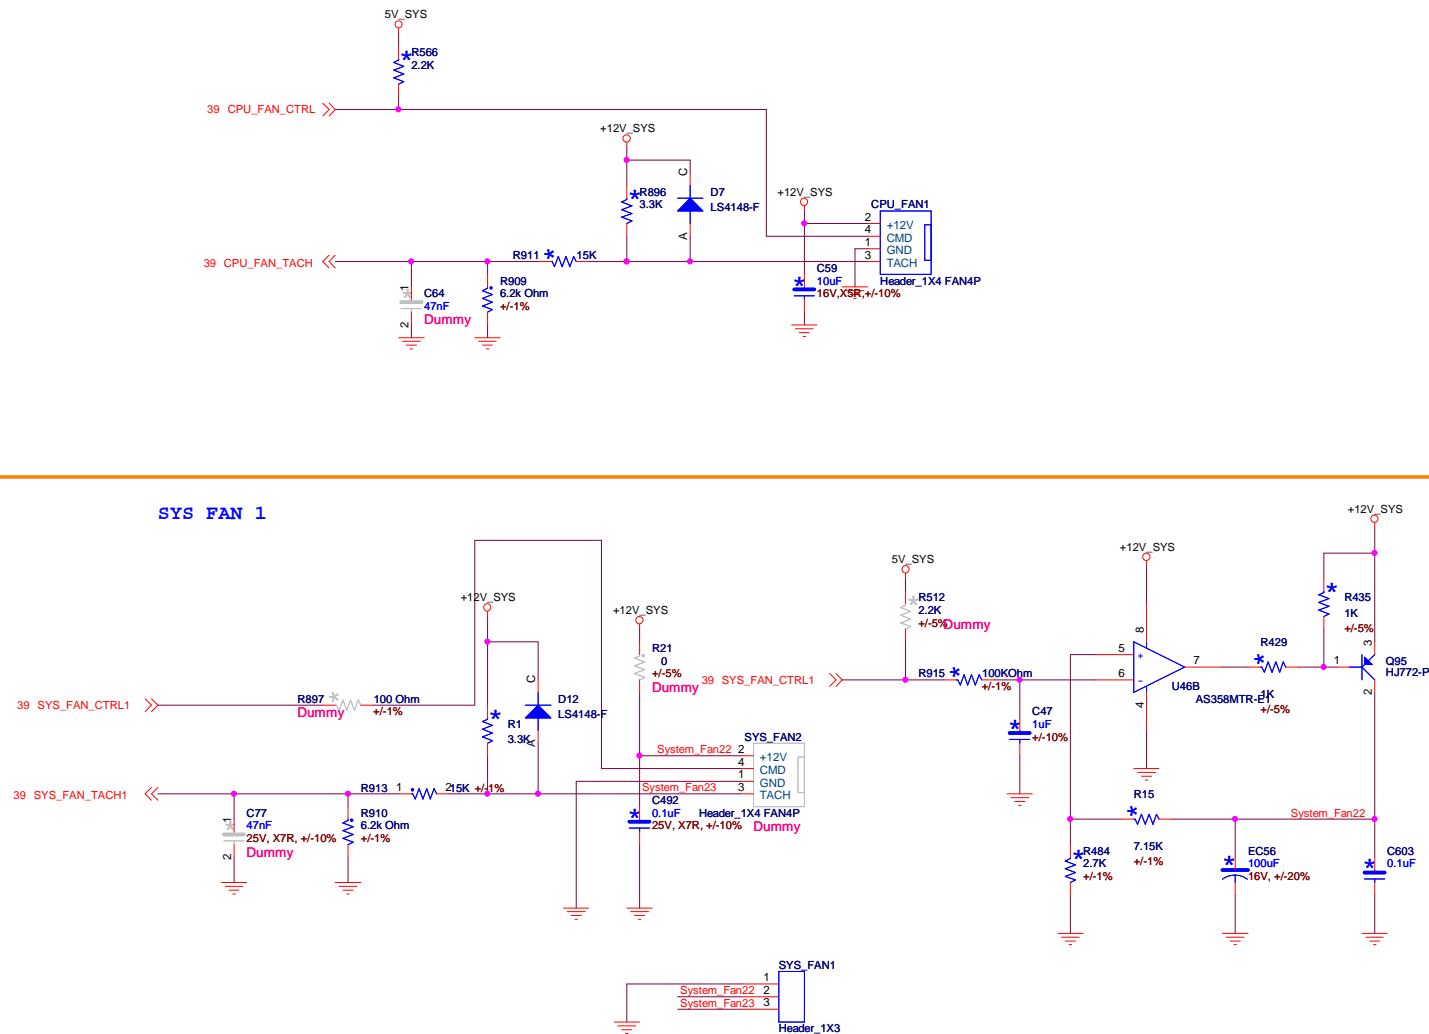 5V_SYS
R566
2.2K
39 CPU_FAN_CTRL
+12V_SYS
C
R896
3.3K
D7
LS4148-F
A
+12V_SYS
CPU_FAN1
2 +12V
4 CMD
1 GND
3 TACH
Header_1X4 FAN4P
39 CPU_FAN_TACH
R911
15K
1
C64
47nF
2
Dummy
R909
6.2k Ohm
+/-1%
C59
10uF
16V,X5R,+/-10%
SYS FAN 1
+12V_SYS
39 SYS_FAN_CTRL1
R897
Dummy
100 Ohm
+/-1%
C
R1
3.3K
D12
LS4148-F
A
+12V_SYS
R21
0
+/-5%
Dummy
SYS_FAN2
System_Fan22 2 +12V
4 CMD
1 GND
System_Fan23 3 TACH
Header_1X4 FAN4P
Dummy
39 SYS_FAN_TACH1
R913 1
2
15K +/-1%
1
C77
47nF
25V, X7R, +/-10%
2
Dummy
R910
6.2k Ohm
+/-1%
C492
0.1uF
25V, X7R, +/-10%
5V_SYS
R512
2.2K
+/-5%
Dummy
39 SYS_FAN_CTRL1
R915
100KOhm
+/-1%
C47
1uF
+/-10%
+12V_SYS
8
5 +
6 -
7
4
U46B
AS358MTR-E1
R429
1K
+/-5%
+12V_SYS
R435
1K
+/-5%
3
1
2
Q95
HJ772-P
R15
7.15K
+/-1%
System_Fan22
R484
2.7K
+/-1%
EC56
100uF
16V, +/-20%
C603
0.1uF
SYS_FAN1
1
System_Fan22 2
System_Fan23 3
Header_1X3